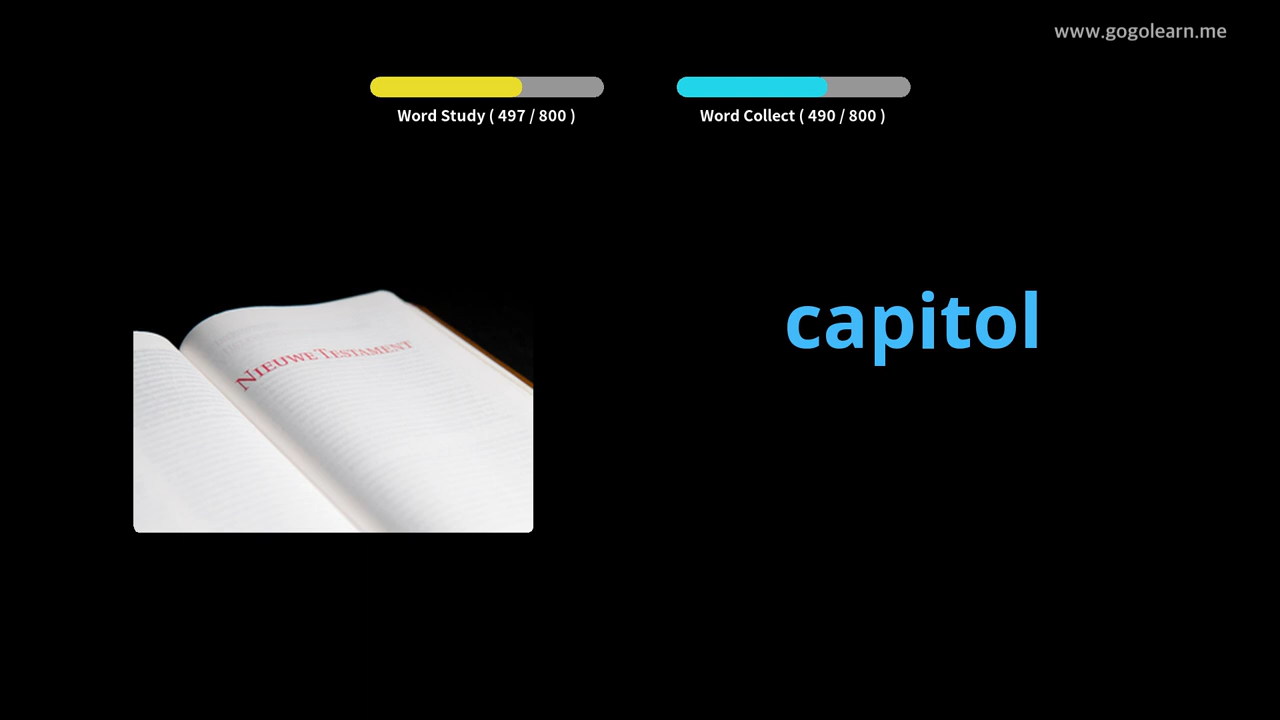 www.gogolearn.me
Word Study ( 497 / 800 )
Word Collect ( 490 / 800 )
NIEUWE TESTAMENT
capitol